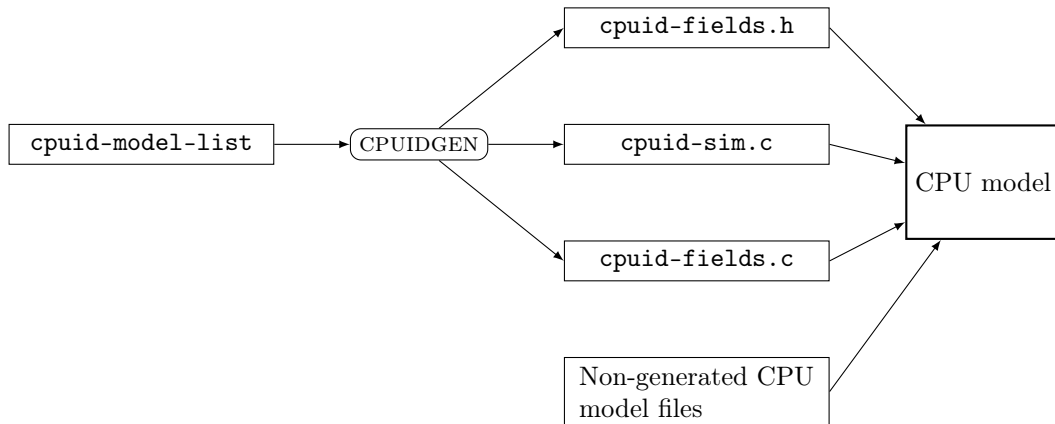 cpuid-fields.h
cpuid-model-list
CPUIDGEN
cpuid-sim.c
CPU model
cpuid-fields.c
Non-generated CPU
model files